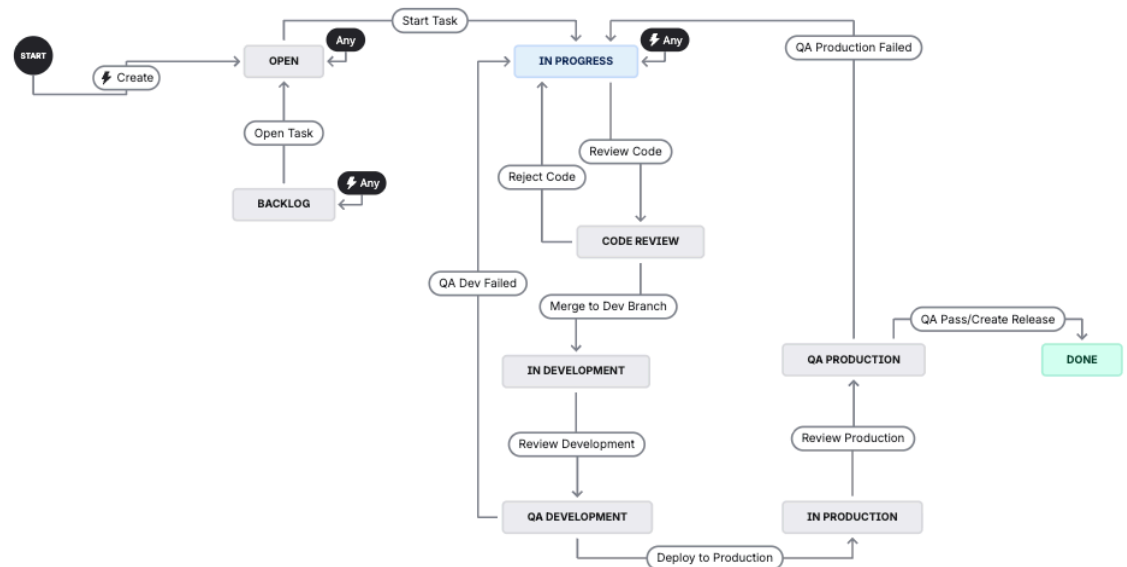 Start Task
START
Create
OPEN
Any
IN PROGRESS
Any
QA Production Failed
Open Task
Review Code
Reject Code
BACKLOG
Any
CODE REVIEW
QA Dev Failed
Merge to Dev Branch
QA Pass/Create Release
IN DEVELOPMENT
QA PRODUCTION
DONE
Review Development
Review Production
QA DEVELOPMENT
IN PRODUCTION
Deploy to Production